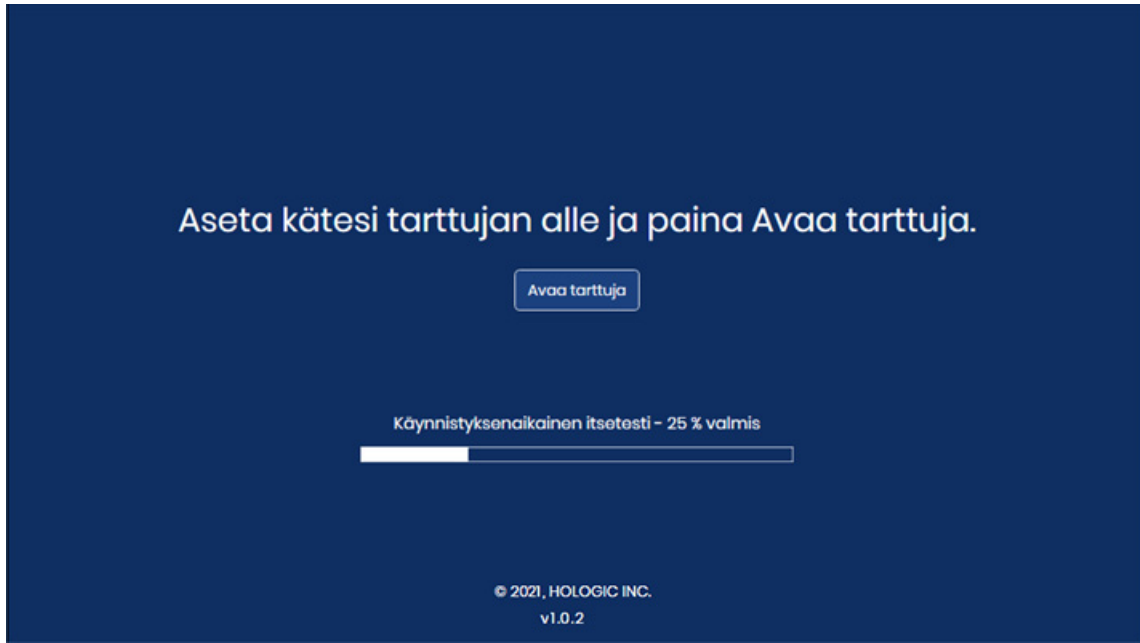 Aseta kätesi tarttujan alle ja paina Avaa tarttuja.
Avaa tarttuja
Käynnistyksenaikainen itsetesti - 25 % valmis
© 2021, HOLOGIC INC.
v1.0.2